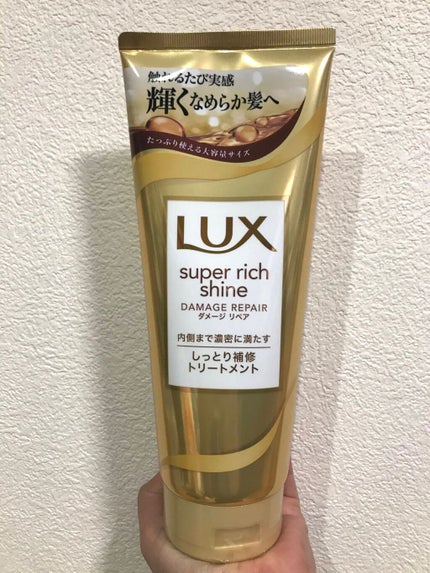 触れるたび実感
輝くなめらか髪へ
たっぷり使える大容量サイズ
LUX
super rich
shine
DAMAGE REPAIR
ダメージ リペア
内側まで濃密に満たす
しっとり補修
トリートメント